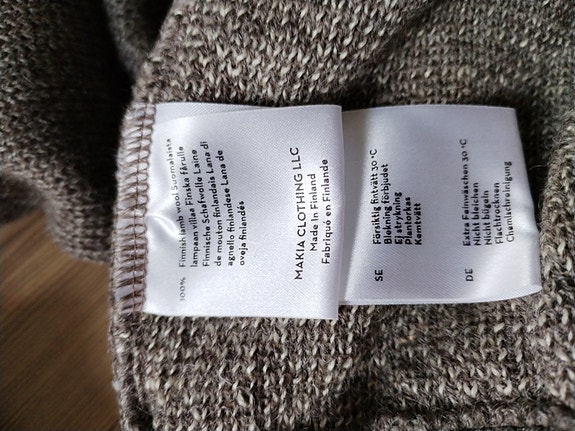 100% Finnish lamb wool Suomalaista
lampaan villaa Finska fårulle
Finnische Schafwolle Laine
de mouton finlandais Lana di
agnello finlandese Lana de
oveja finlandés
MAKIA CLOTHING LLC
Made In Finland
Fabriqué en Finlande
SE
Försiktig fintvätt 30 °C
Blekning förbjudet
Ej strykning
Plantorkas
Kemtvätt
DE
Extra Feinwäschen 30 °C
Nicht bleichen
Nicht bügeln
Flachtrocknen
Chemischreinigung